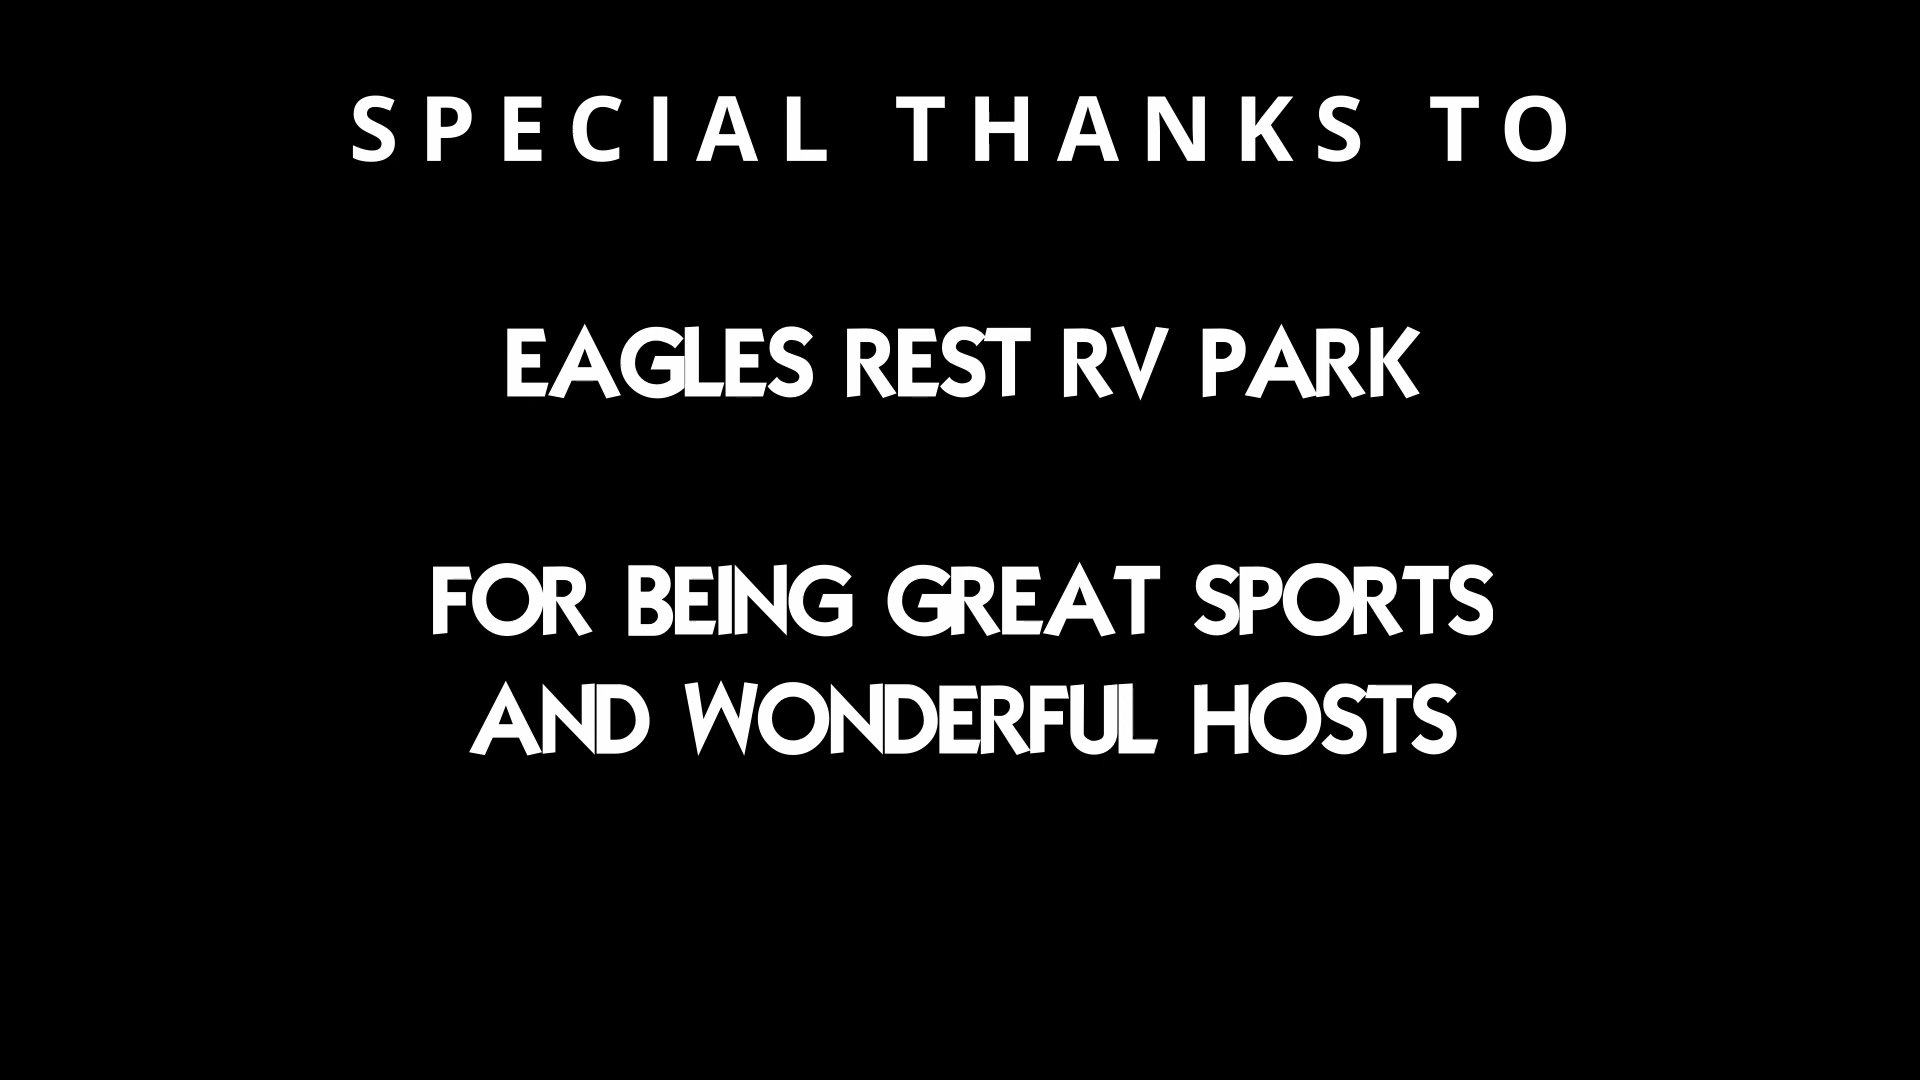 SPECIAL THANKS TO
EAGLES REST RV PARK
FOR BEING GREAT SPORTS
AND WONDERFUL HOSTS